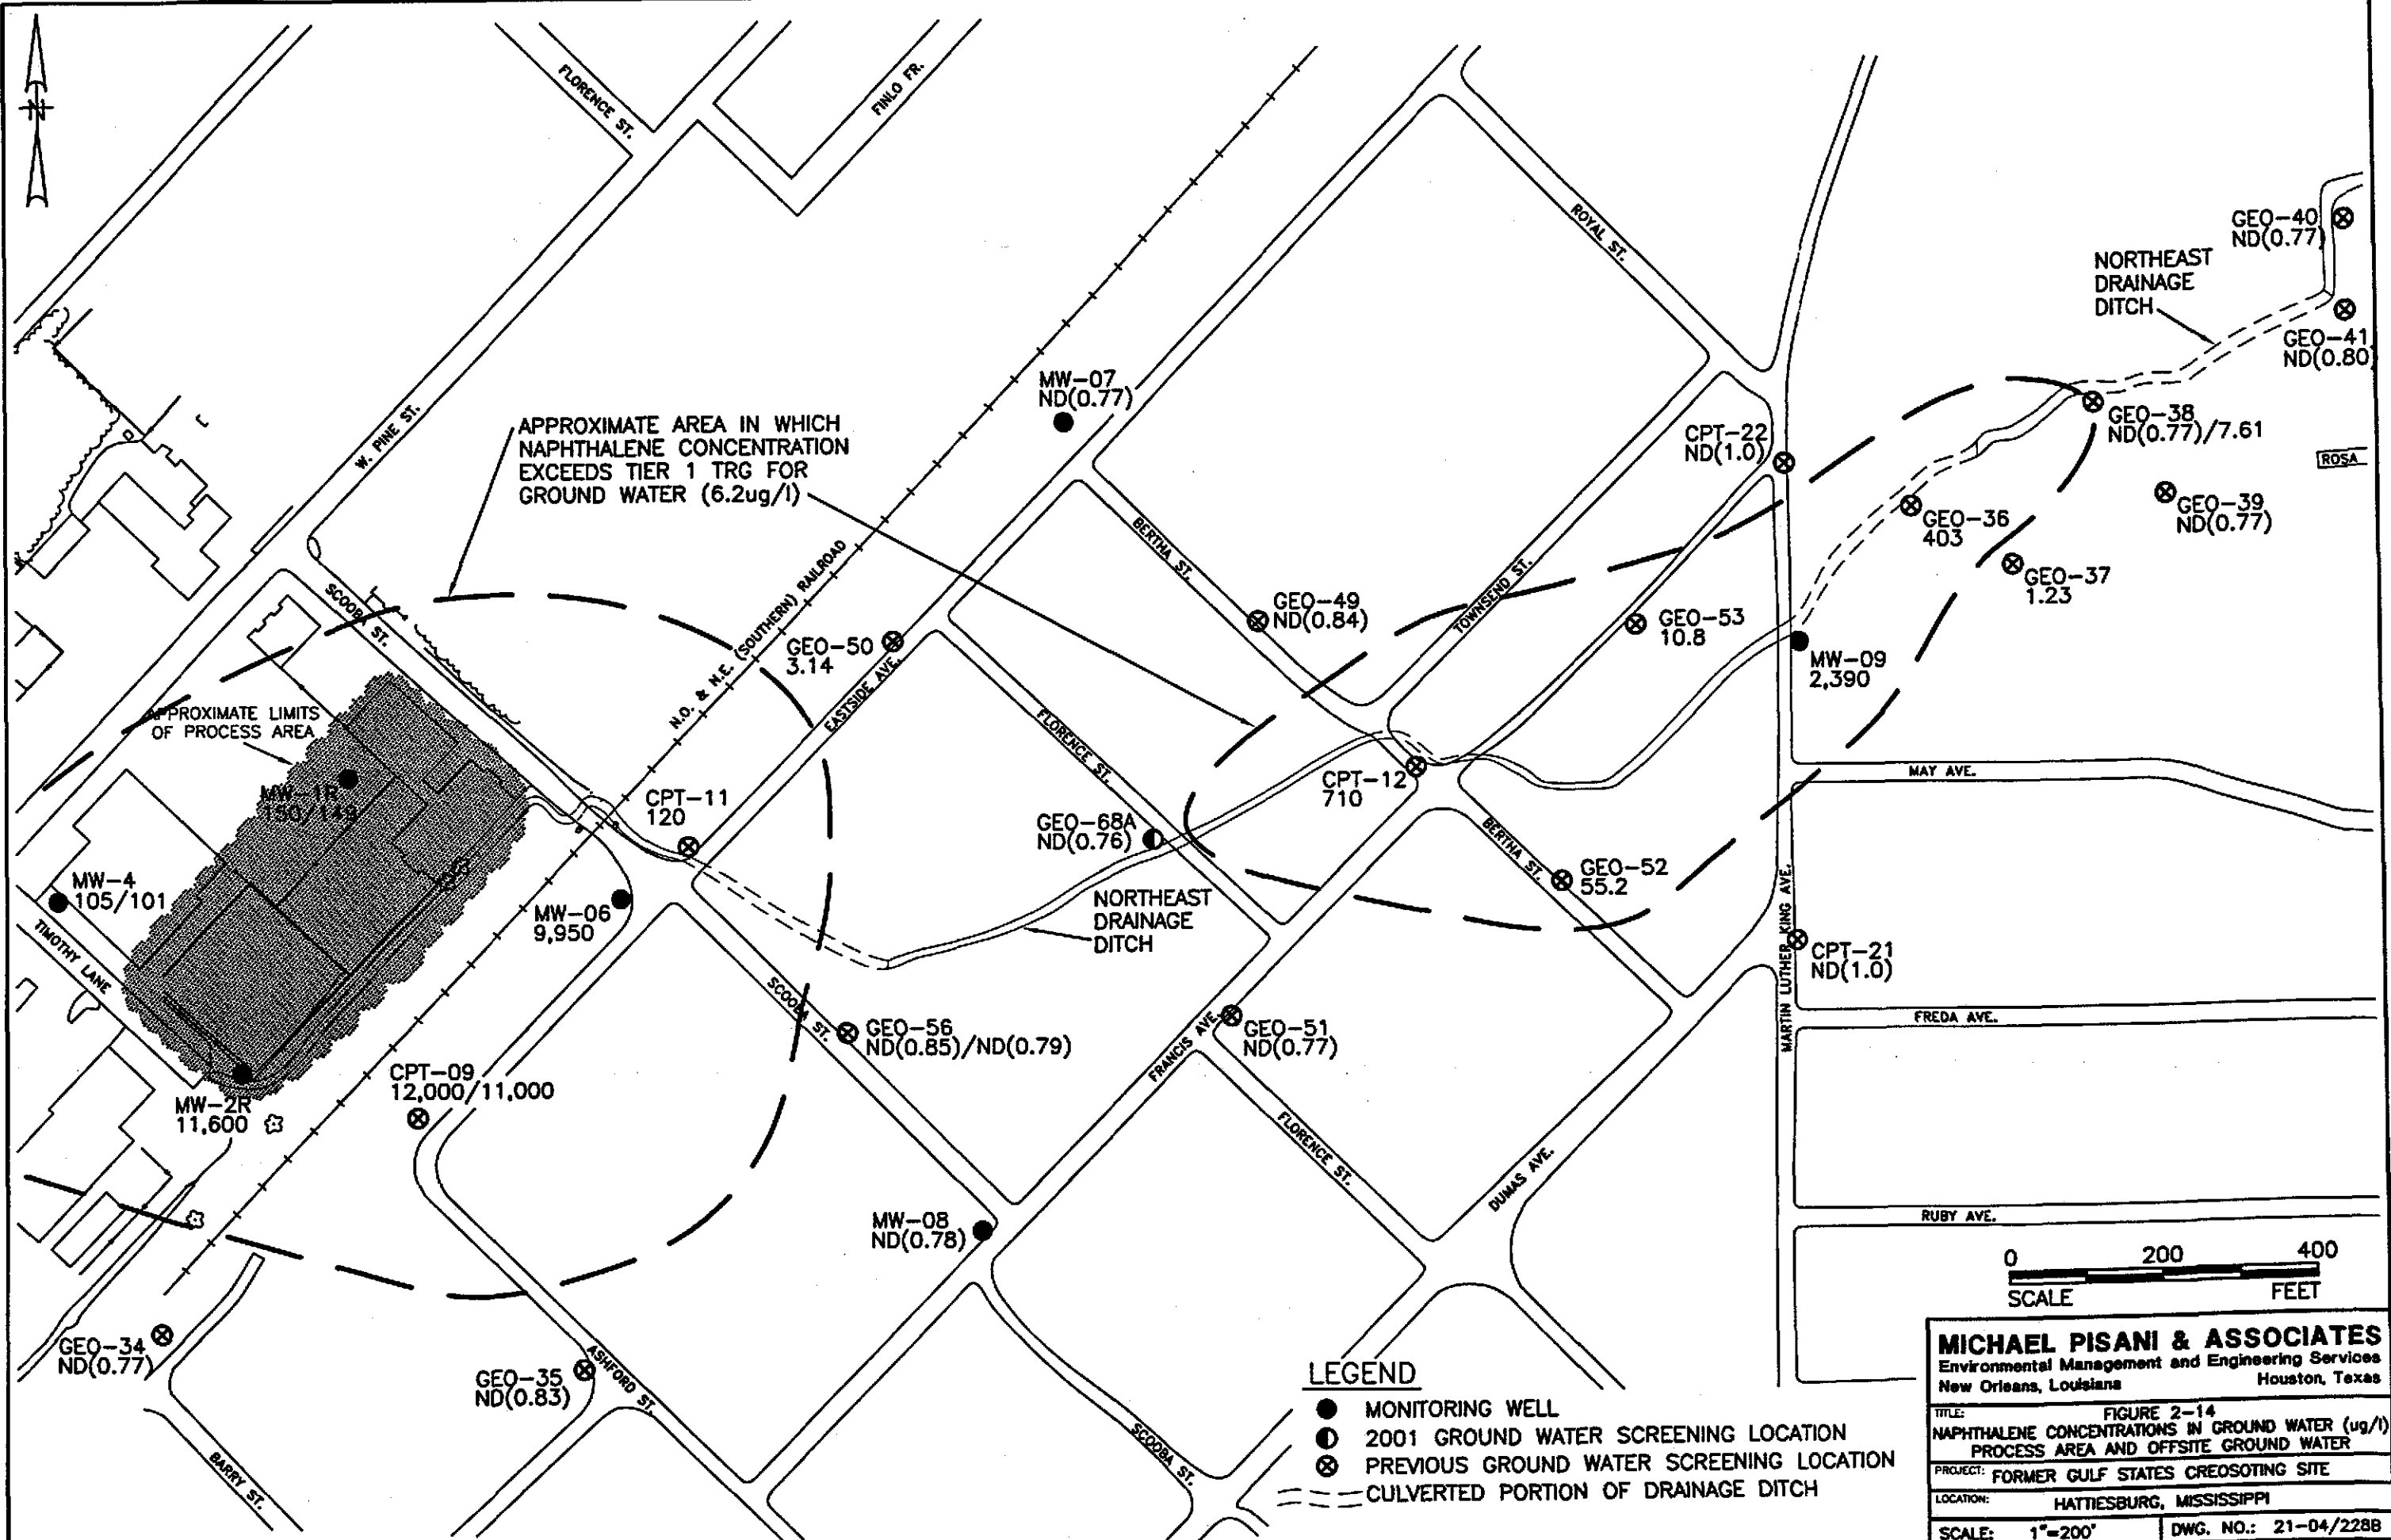 N
FLORENCE ST.
FINLO FR.
ROYAL ST.
GEO-40
ND(0.77)
NORTHEAST
DRAINAGE
DITCH
GEO-41
ND(0.80
MW-07
ND(0.77)
W. PINE ST.
APPROXIMATE AREA IN WHICH
NAPHTHALENE CONCENTRATION
EXCEEDS TIER 1 TRG FOR
GROUND WATER (6.2ug/l)
CPT-22
ND(1.0)
GEO-38
ND(0.77)/7.61
ROSA
GEO-39
ND(0.77)
GEO-36
403
BERTHA ST.
GEO-37
1.23
SCOOBA ST.
N.O. & N.E. (SOUTHERN) RAILROAD
GEO-50
3.14
EASTSIDE AVE.
GEO-49
ND(0.84)
TOWNSEND ST.
GEO-53
10.8
MW-09
2,390
APPROXIMATE LIMITS
OF PROCESS AREA
FLORENCE ST.
MW-1R
150/149
CPT-11
120
CPT-12
710
MAY AVE.
GEO-68A
ND(0.76)
BERTHA ST.
GEO-52
55.2
MW-4
105/101
MW-06
9,950
NORTHEAST
DRAINAGE
DITCH
MARTIN LUTHER KING AVE.
CPT-21
ND(1.0)
TIMOTHY LANE
SCOOBA ST.
GEO-56
ND(0.85)/ND(0.79)
FRANCIS AVE.
GEO-51
ND(0.77)
FREDA AVE.
CPT-09
12,000/11,000
MW-2R
11,600
FLORENCE ST.
DUMAS AVE.
MW-08
ND(0.78)
RUBY AVE.
0 200 400
SCALE FEET
GEO-34
ND(0.77)
GEO-35
ND(0.83)
ASHFORD ST.
BARRY ST.
SCOOBA ST.
LEGEND
MONITORING WELL
2001 GROUND WATER SCREENING LOCATION
PREVIOUS GROUND WATER SCREENING LOCATION
CULVERTED PORTION OF DRAINAGE DITCH
MICHAEL PISANI & ASSOCIATES
Environmental Management and Engineering Services
New Orleans, Louisiana Houston, Texas
TITLE: FIGURE 2-14
NAPHTHALENE CONCENTRATIONS IN GROUND WATER (ug/l)
PROCESS AREA AND OFFSITE GROUND WATER
PROJECT: FORMER GULF STATES CREOSOTING SITE
LOCATION: HATTIESBURG, MISSISSIPPI
SCALE: 1"=200' DWG. NO.: 21-04/228B